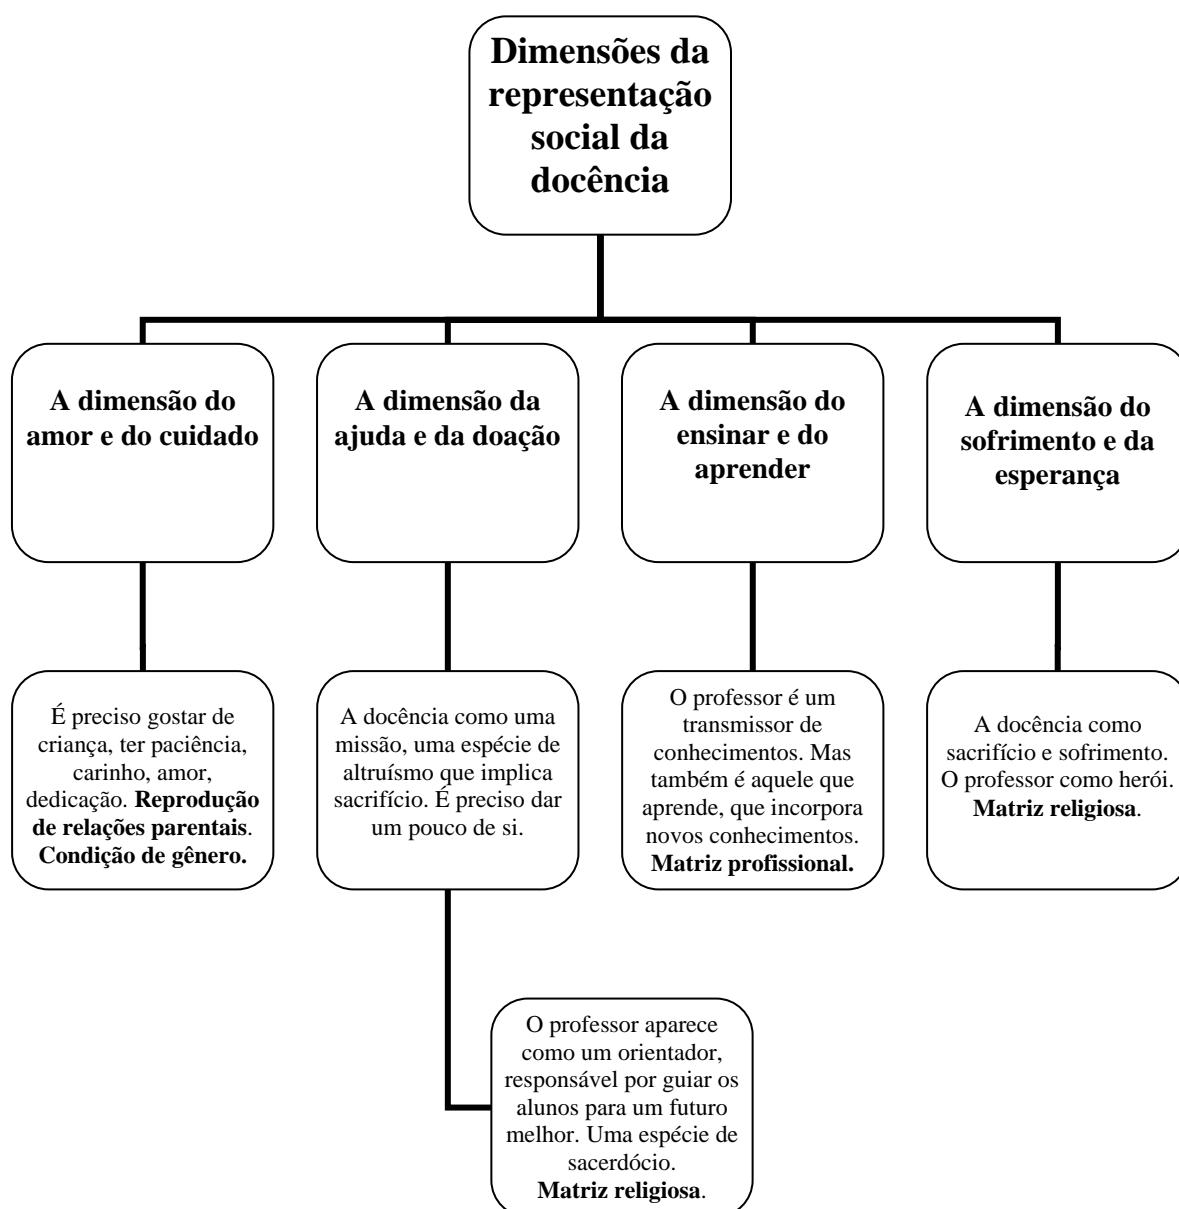 Dimensões da
representação
social da
docência
A dimensão do
amor e do cuidado
A dimensão da
ajuda e da doação
A dimensão do
ensinar e do
aprender
A dimensão do
sofrimento e da
esperança
É preciso gostar de
criança, ter paciência,
carinho, amor,
dedicação. Reprodução
de relações parentais.
Condição de gênero.
A docência como uma
missão, uma espécie de
altruísmo que implica
sacrifício. É preciso dar
um pouco de si.
O professor é um
transmissor de
conhecimentos. Mas
também é aquele que
aprende, que incorpora
novos conhecimentos.
Matriz profissional.
A docência como
sacrifício e sofrimento.
O professor como herói.
Matriz religiosa.
O professor aparece
como um orientador,
responsável por guiar os
alunos para um futuro
melhor. Uma espécie de
sacerdócio.
Matriz religiosa.